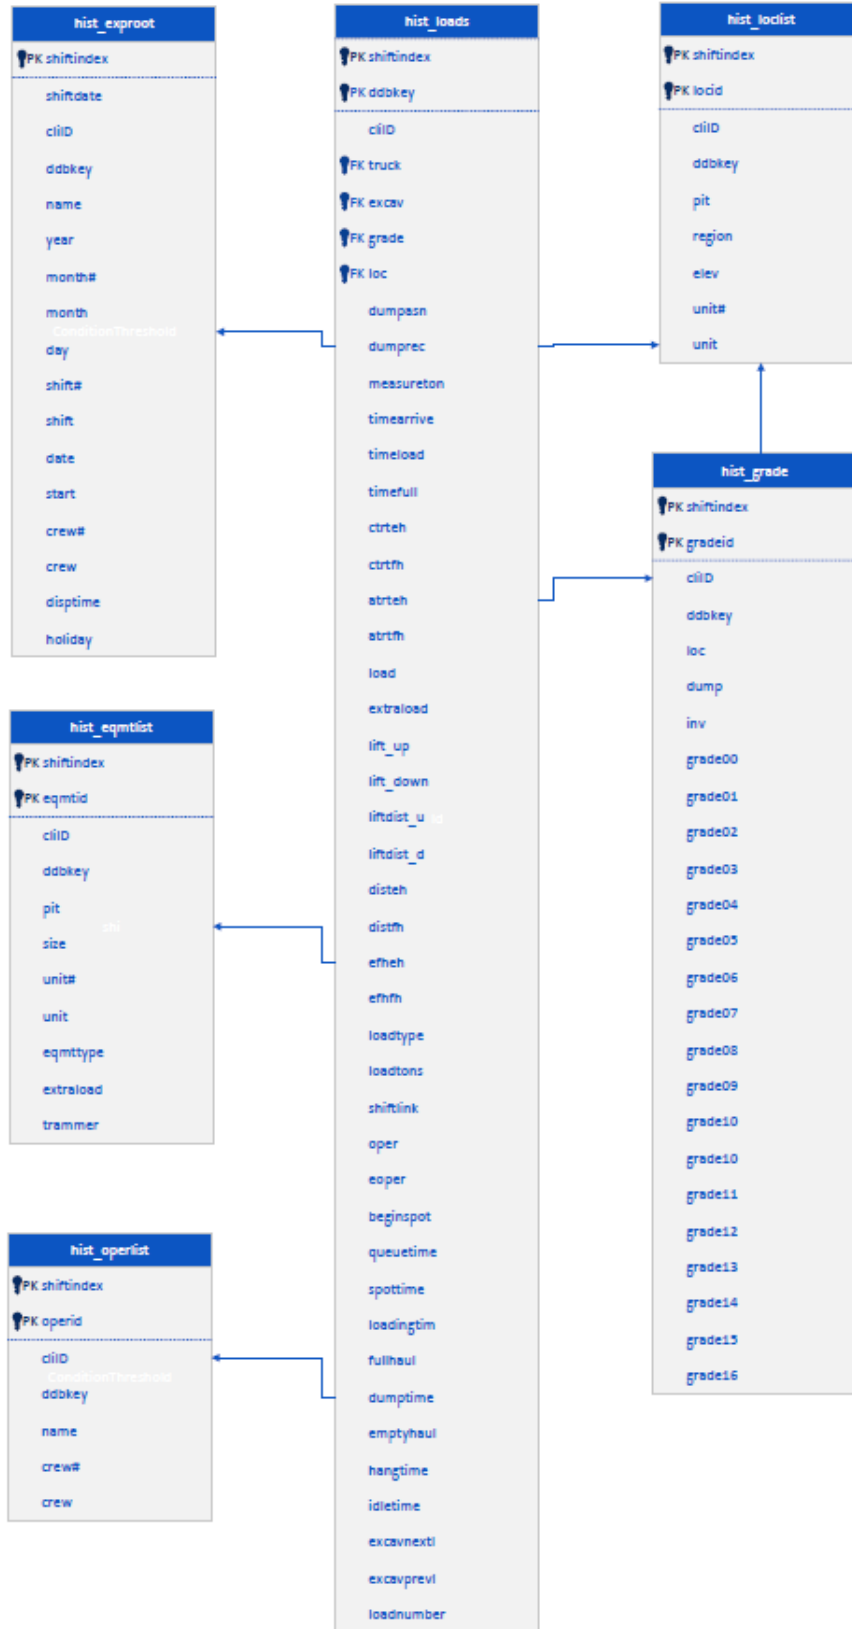 hist_exproot
PK shiftindex
shiftdate
cliID
ddbkey
name
year
month#
month
ConditionThreshold
day
shift#
shift
date
start
crew#
crew
disptime
holiday
hist_eqmtlist
PK shiftindex
PK eqmtid
cliID
ddbkey
pit
shi
size
unit#
unit
eqmttype
extraload
trammer
hist_operlist
PK shiftindex
PK operid
cliID
ConditionThreshold
ddbkey
name
crew#
crew
hist_loads
PK shiftindex
PK ddbkey
cliID
FK truck
FK excav
FK grade
FK loc
dumpasn
dumprec
measureton
timearrive
timeload
timefull
ctrteh
ctrtfh
atrteh
atrtfh
load
extraload
lift_up
lift_down
liftdist_u
id
liftdist_d
disteh
distfh
efheh
efhfh
loadtype
loadtons
shiftlink
oper
eoper
beginspot
queuetime
spottime
loadingtim
fullhaul
dumptime
emptyhaul
hangtime
idletime
excavnextl
excavprevl
loadnumber
hist_loclist
PK shiftindex
PK locid
cliID
ddbkey
pit
region
elev
unit#
unit
hist_grade
PK shiftindex
PK gradeid
cliID
ddbkey
loc
dump
inv
grade00
grade01
grade02
grade03
grade04
grade05
grade06
grade07
grade08
grade09
grade10
grade10
grade11
grade12
grade13
grade14
grade15
grade16